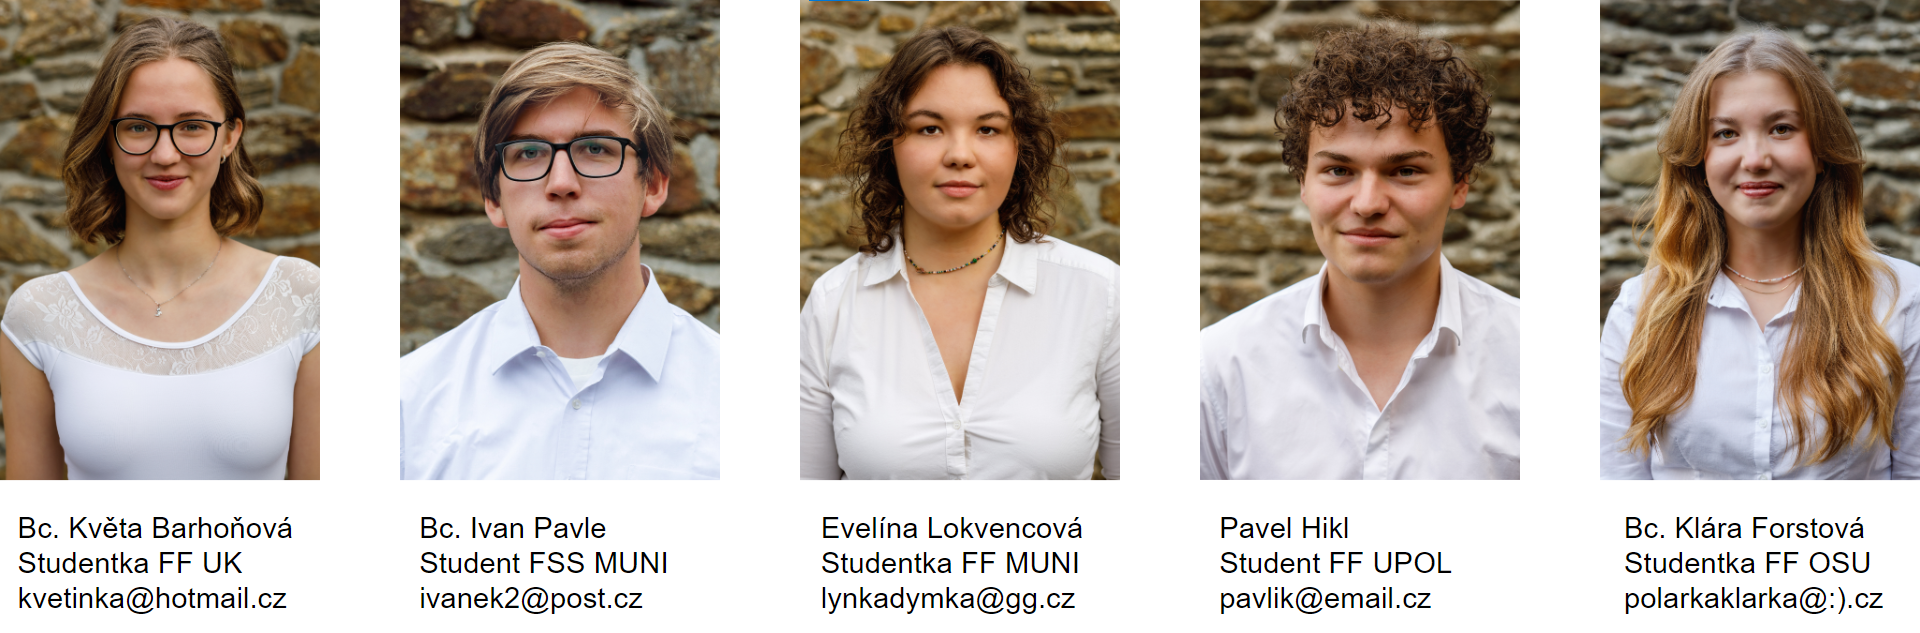 Bc. Květa Barhoňová
Studentka FF UK
kvetinka@hotmail.cz
Bc. Ivan Pavle
Student FSS MUNI
ivanek2@post.cz
Evelína Lokvencová
Studentka FF MUNI
lynkadymka@gg.cz
Pavel Hikl
Student FF UPOL
pavlik@email.cz
Bc. Klára Forstová
Studentka FF OSU
polarkaklarka@:).cz